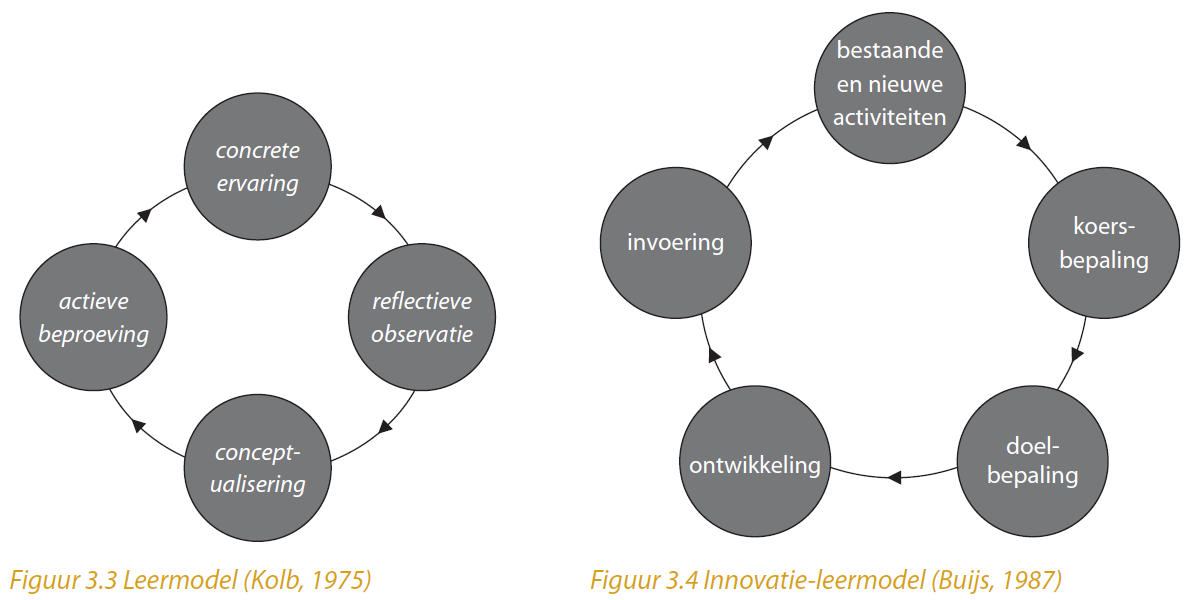 concrete
ervaring
reflectieve
observatie
concept-
ualisering
actieve
beproeving
Figuur 3.3 Leermodel (Kolb, 1975)
bestaande
en nieuwe
activiteiten
koers-
bepaling
doel-
bepaling
ontwikkeling
invoering
Figuur 3.4 Innovatie-leermodel (Buijs, 1987)